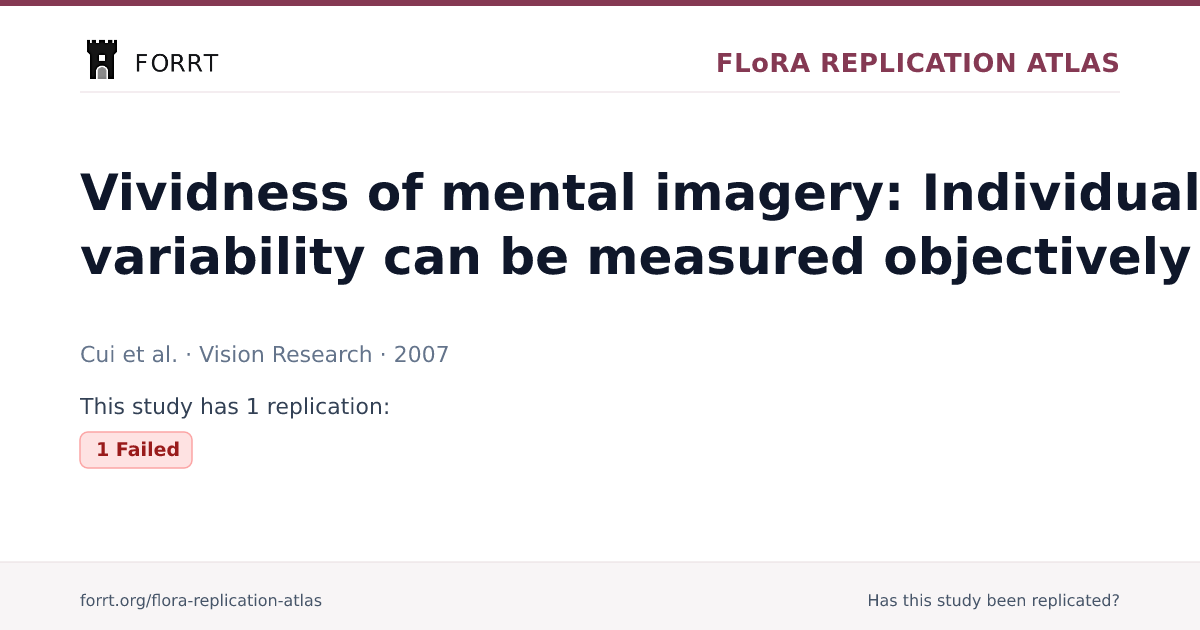 FORRT
FLoRA REPLICATION ATLAS
Vividness of mental imagery: Individual
variability can be measured objectively
Cui et al. · Vision Research · 2007
This study has 1 replication:
1 Failed
forrt.org/flora-replication-atlas
Has this study been replicated?